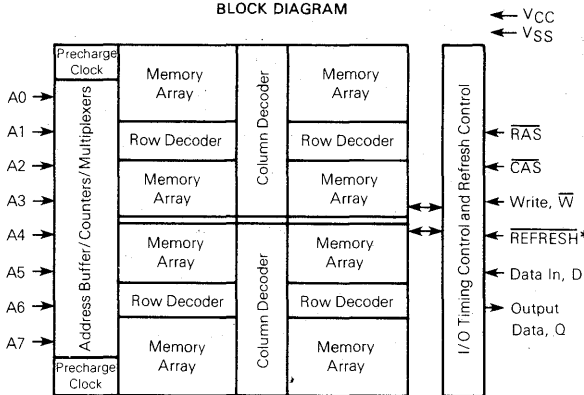 BLOCK DIAGRAM
VCC
VSS
Precharge
Clock
Address Buffer/Counters/Multiplexers
Precharge
Clock
A0
A1
A2
A3
A4
A5
A6
A7
Memory
Array
Row Decoder
Memory
Array
Memory
Array
Row Decoder
Memory
Array
Column Decoder
Column Decoder
Memory
Array
Row Decoder
Memory
Array
Memory
Array
Row Decoder
Memory
Array
I/O Timing Control and Refresh Control
R̅A̅S̅
C̅A̅S̅
Write, W̅
R̅E̅F̅R̅E̅S̅H̅*
Data In, D
Output
Data, Q